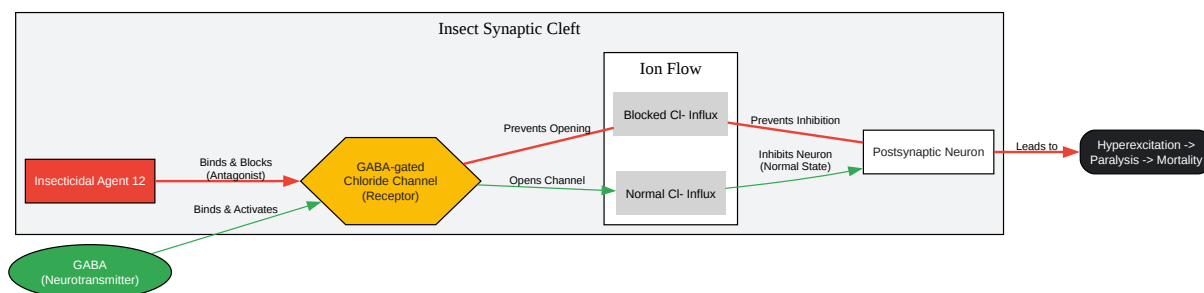 Insect Synaptic Cleft
Ion Flow
Insecticidal Agent 12
Binds & Blocks
(Antagonist)
Binds & Activates
GABA
(Neurotransmitter)
GABA-gated
Chloride Channel
(Receptor)
Prevents Opening
Opens Channel
Blocked Cl- Influx
Normal Cl- Influx
Prevents Inhibition
Inhibits Neuron
(Normal State)
Postsynaptic Neuron
Leads to
Hyperexcitation ->
Paralysis -> Mortality